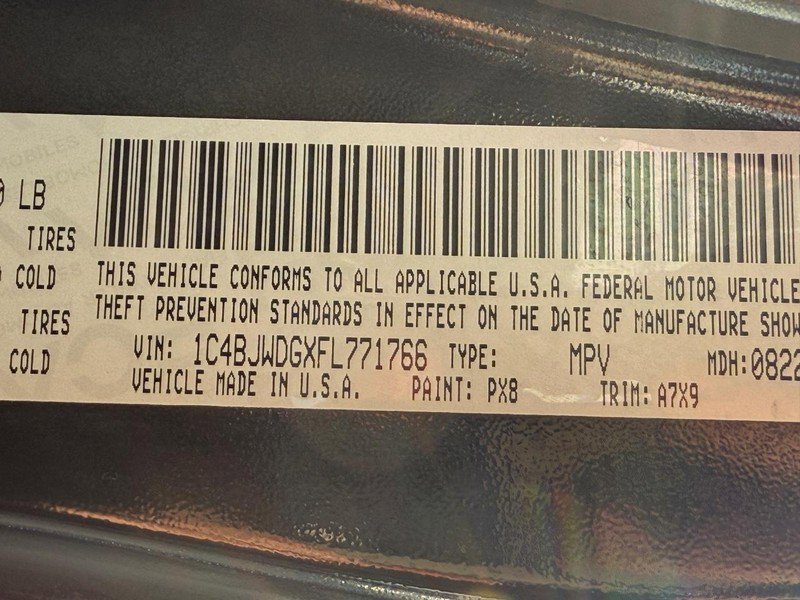 LB
TIRES
COLD
TIRES
COLD
THIS VEHICLE CONFORMS TO ALL APPLICABLE U.S.A. FEDERAL MOTOR VEHICLE
THEFT PREVENTION STANDARDS IN EFFECT ON THE DATE OF MANUFACTURE SHOW
VIN: 1C4BJWDGXFL771766 TYPE: MPV MDH:0822
VEHICLE MADE IN U.S.A. PAINT: PX8 TRIM: A7X9